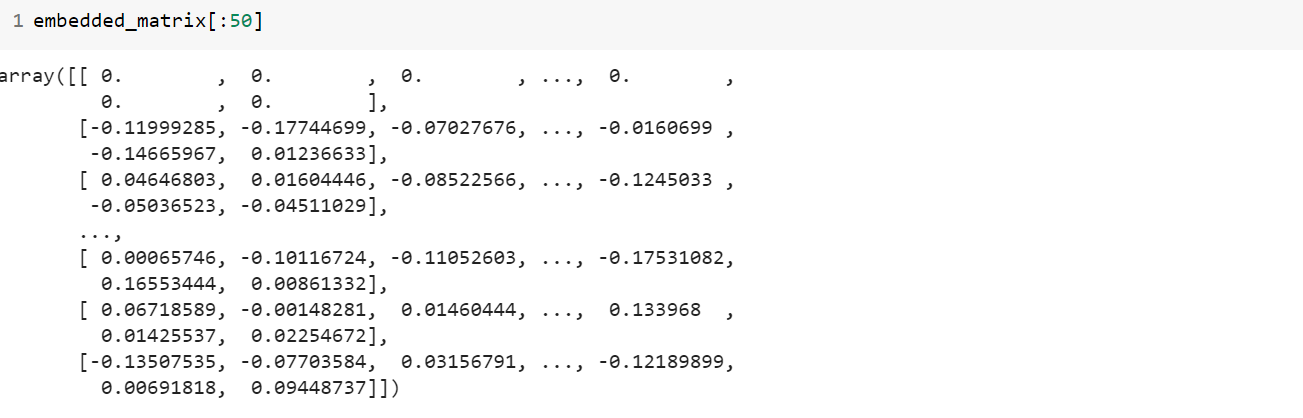 1 embedded_matrix[:50]
array([[ 0.        ,  0.        ,  0.        , ...,  0.        ,
         0.        ,  0.        ],
       [-0.11999285, -0.17744699, -0.07027676, ..., -0.0160699 ,
        -0.14665967,  0.01236633],
       [ 0.04646803,  0.01604446, -0.08522566, ..., -0.1245033 ,
        -0.05036523, -0.04511029],
       ...,
       [ 0.00065746, -0.10116724, -0.11052603, ..., -0.17531082,
         0.16553444,  0.00861332],
       [ 0.06718589, -0.00148281,  0.01460444, ...,  0.133968  ,
         0.01425537,  0.02254672],
       [-0.13507535, -0.07703584,  0.03156791, ..., -0.12189899,
         0.00691818,  0.09448737]])